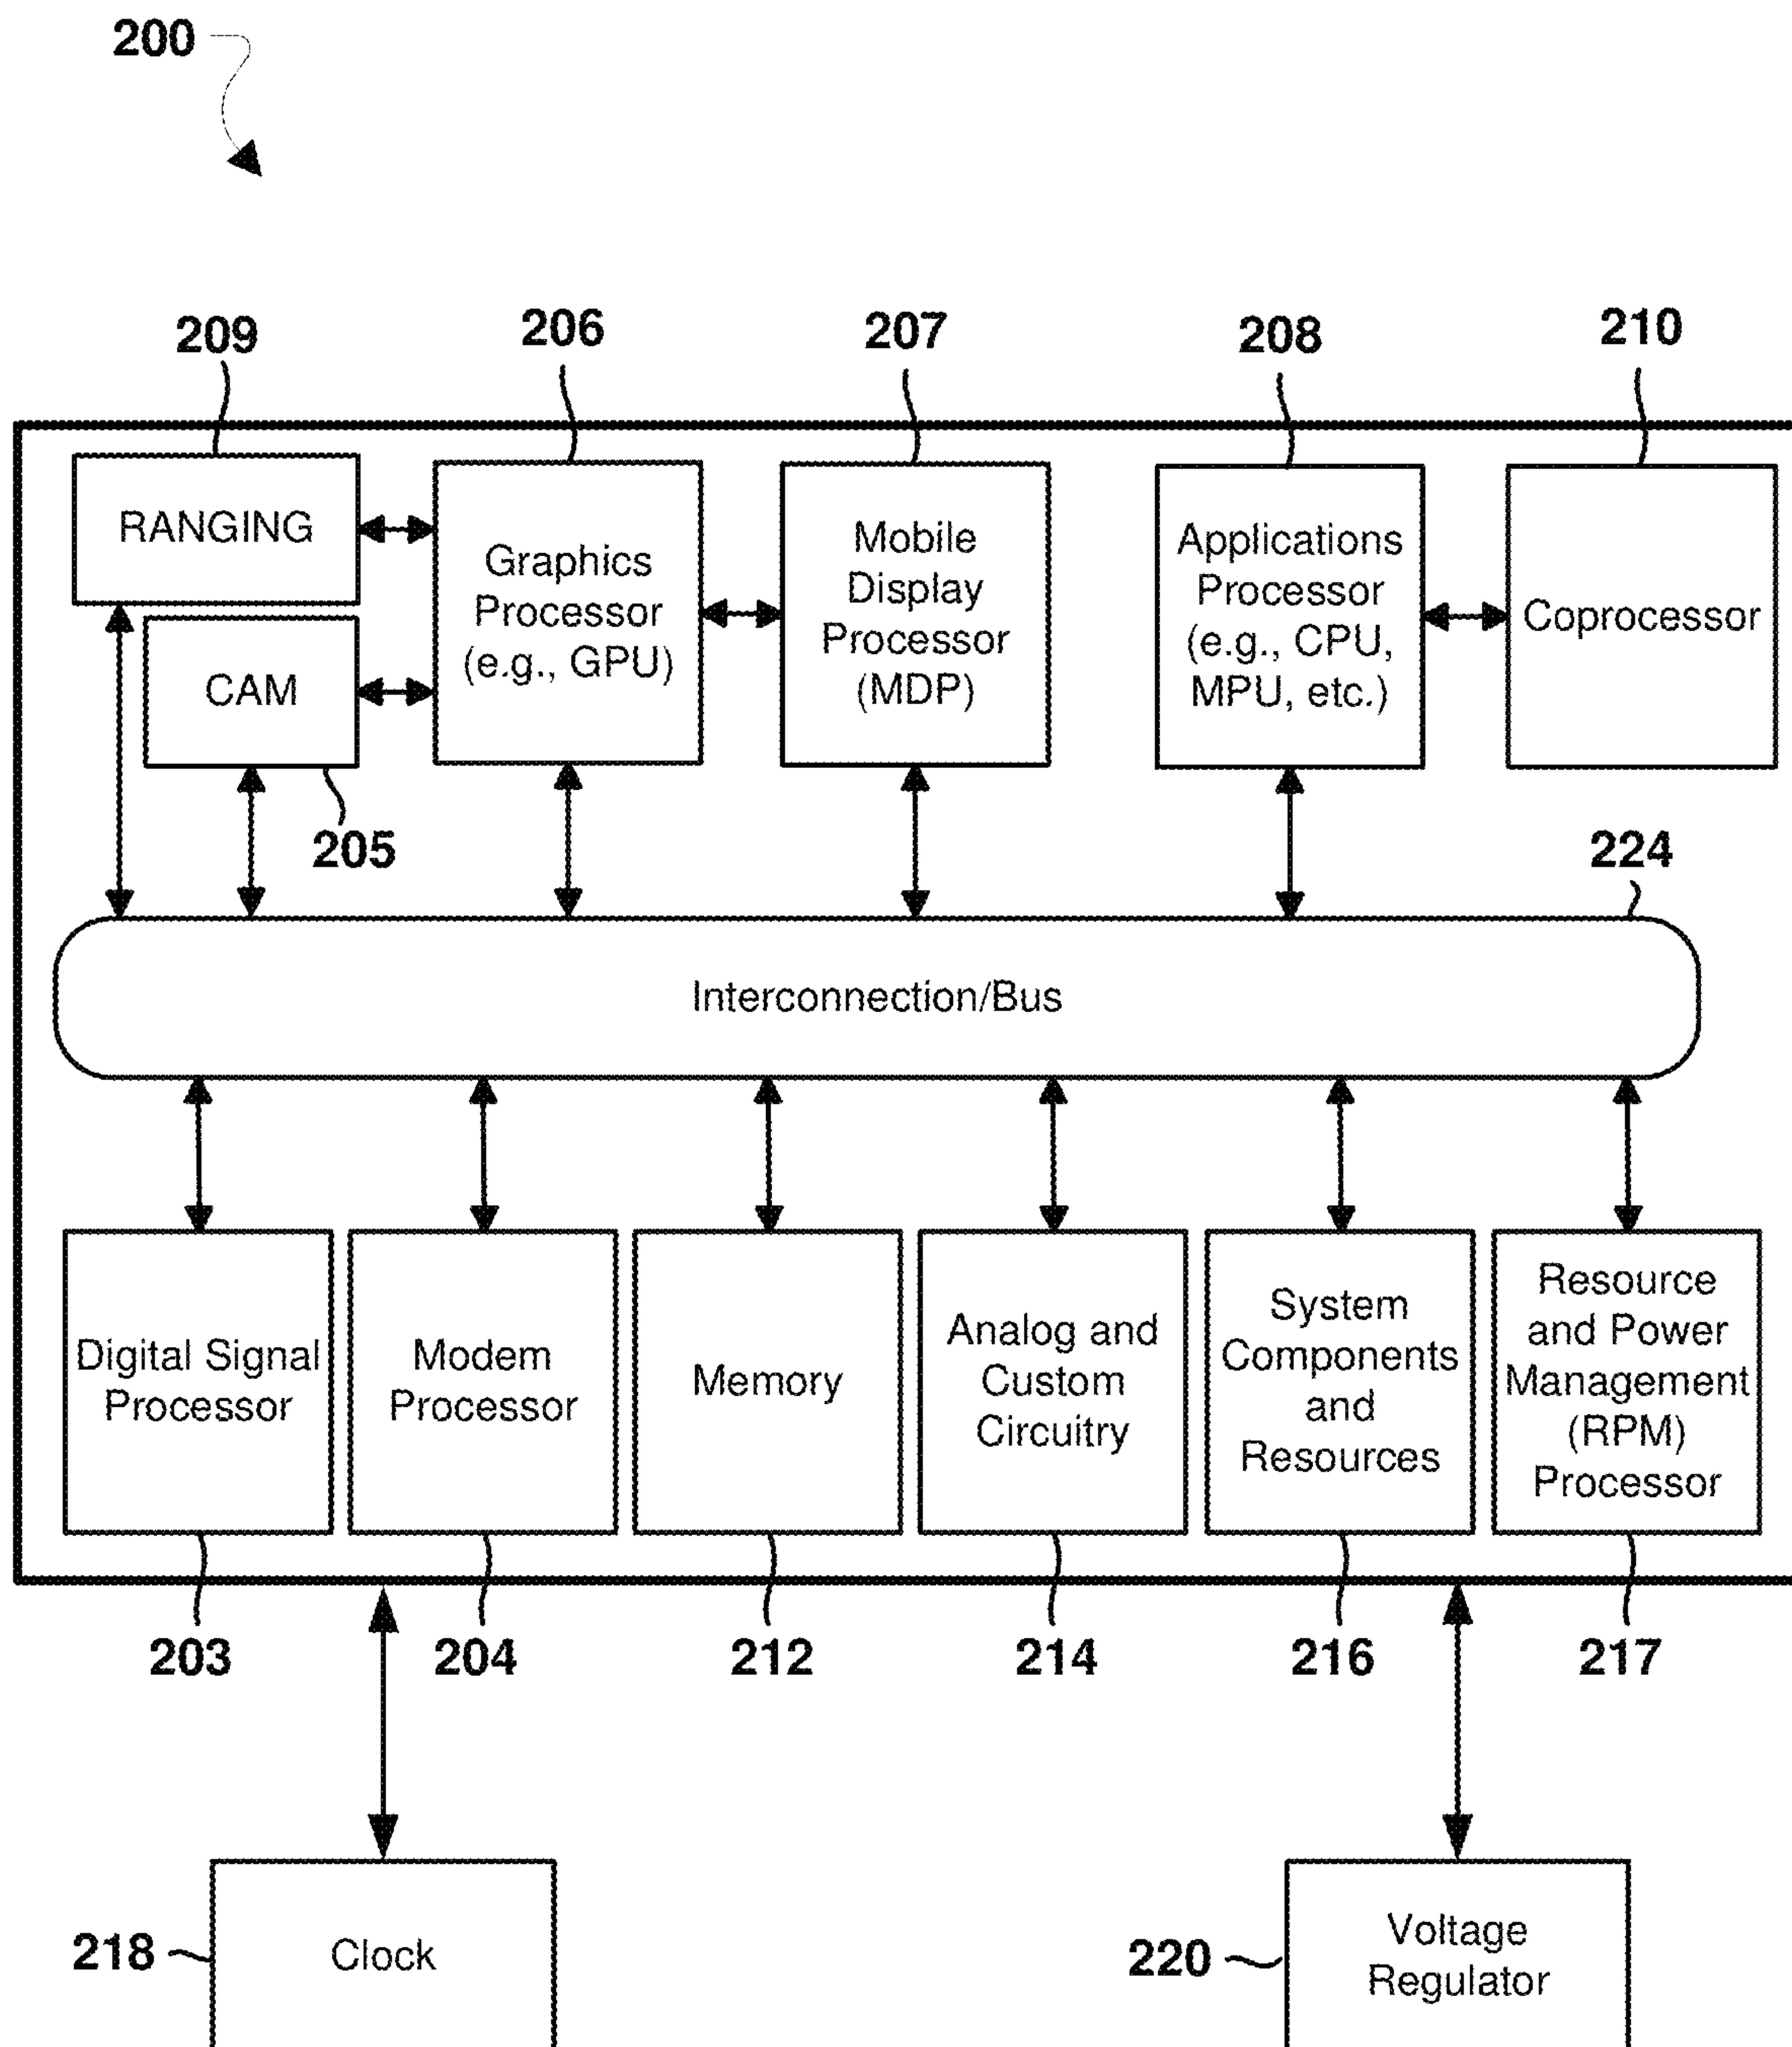 200
209
206
207
208
210
RANGING
Graphics
Processor
(e.g., GPU)
Mobile
Display
Processor
(MDP)
Applications
Processor
(e.g., CPU,
MPU, etc.)
Coprocessor
CAM
205
224
Interconnection/Bus
Digital Signal
Processor
Modem
Processor
Memory
Analog and
Custom
Circuitry
System
Components
and
Resources
Resource
and Power
Management
(RPM)
Processor
203
204
212
214
216
217
218
Clock
220
Voltage
Regulator